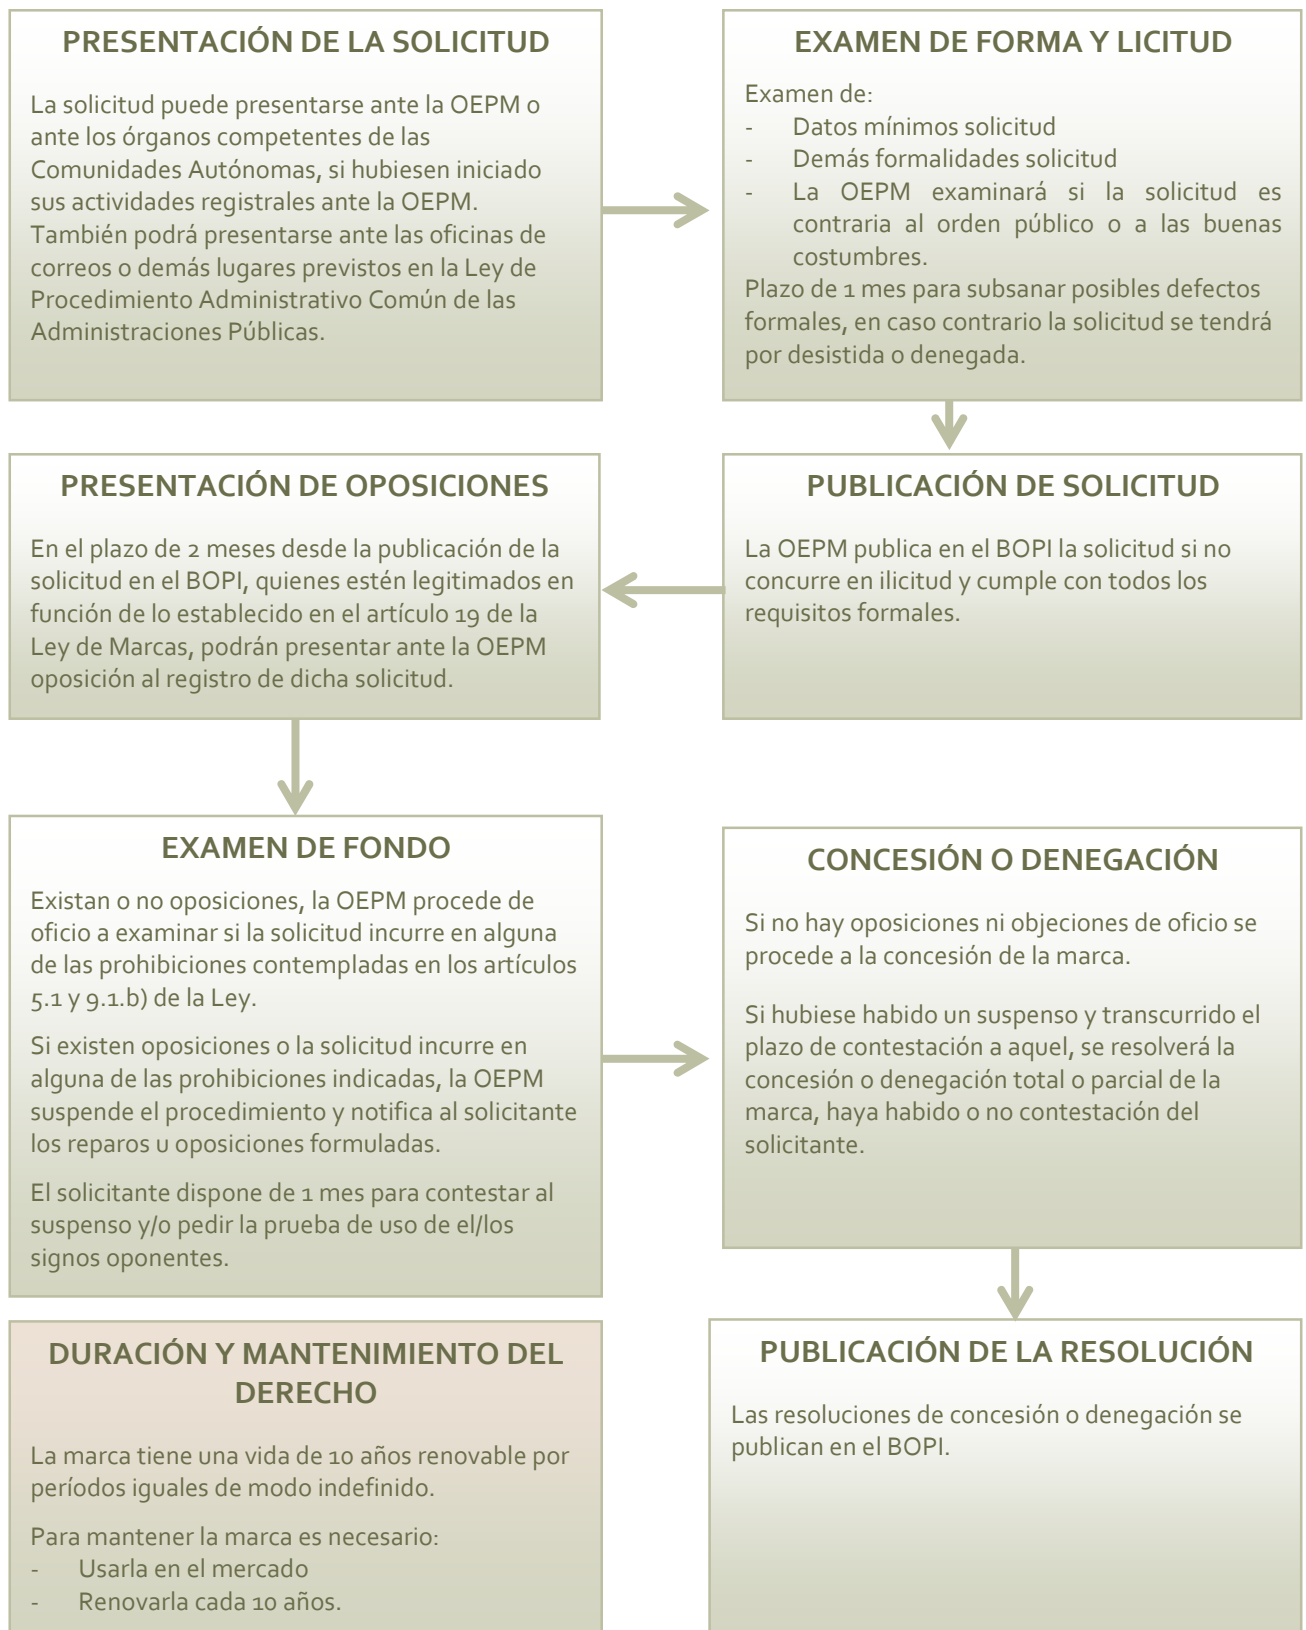 PRESENTACIÓN DE LA SOLICITUD
La solicitud puede presentarse ante la OEPM o
ante los órganos competentes de las
Comunidades Autónomas, si hubiesen iniciado
sus actividades registrales ante la OEPM.
También podrá presentarse ante las oficinas de
correos o demás lugares previstos en la Ley de
Procedimiento Administrativo Común de las
Administraciones Públicas.
EXAMEN DE FORMA Y LICITUD
Examen de:
- Datos mínimos solicitud
- Demás formalidades solicitud
- La OEPM examinará si la solicitud es
contraria al orden público o a las buenas
costumbres.
Plazo de 1 mes para subsanar posibles defectos
formales, en caso contrario la solicitud se tendrá
por desistida o denegada.
PUBLICACIÓN DE SOLICITUD
La OEPM publica en el BOPI la solicitud si no
concurre en ilicitud y cumple con todos los
requisitos formales.
PRESENTACIÓN DE OPOSICIONES
En el plazo de 2 meses desde la publicación de la
solicitud en el BOPI, quienes estén legitimados en
función de lo establecido en el artículo 19 de la
Ley de Marcas, podrán presentar ante la OEPM
oposición al registro de dicha solicitud.
EXAMEN DE FONDO
Existan o no oposiciones, la OEPM procede de
oficio a examinar si la solicitud incurre en alguna
de las prohibiciones contempladas en los artículos
5.1 y 9.1.b) de la Ley.
Si existen oposiciones o la solicitud incurre en
alguna de las prohibiciones indicadas, la OEPM
suspende el procedimiento y notifica al solicitante
los reparos u oposiciones formuladas.
El solicitante dispone de 1 mes para contestar al
suspenso y/o pedir la prueba de uso de el/los
signos oponentes.
CONCESIÓN O DENEGACIÓN
Si no hay oposiciones ni objeciones de oficio se
procede a la concesión de la marca.
Si hubiese habido un suspenso y transcurrido el
plazo de contestación a aquel, se resolverá la
concesión o denegación total o parcial de la
marca, haya habido o no contestación del
solicitante.
PUBLICACIÓN DE LA RESOLUCIÓN
Las resoluciones de concesión o denegación se
publican en el BOPI.
DURACIÓN Y MANTENIMIENTO DEL
DERECHO
La marca tiene una vida de 10 años renovable por
períodos iguales de modo indefinido.
Para mantener la marca es necesario:
- Usarla en el mercado
- Renovarla cada 10 años.